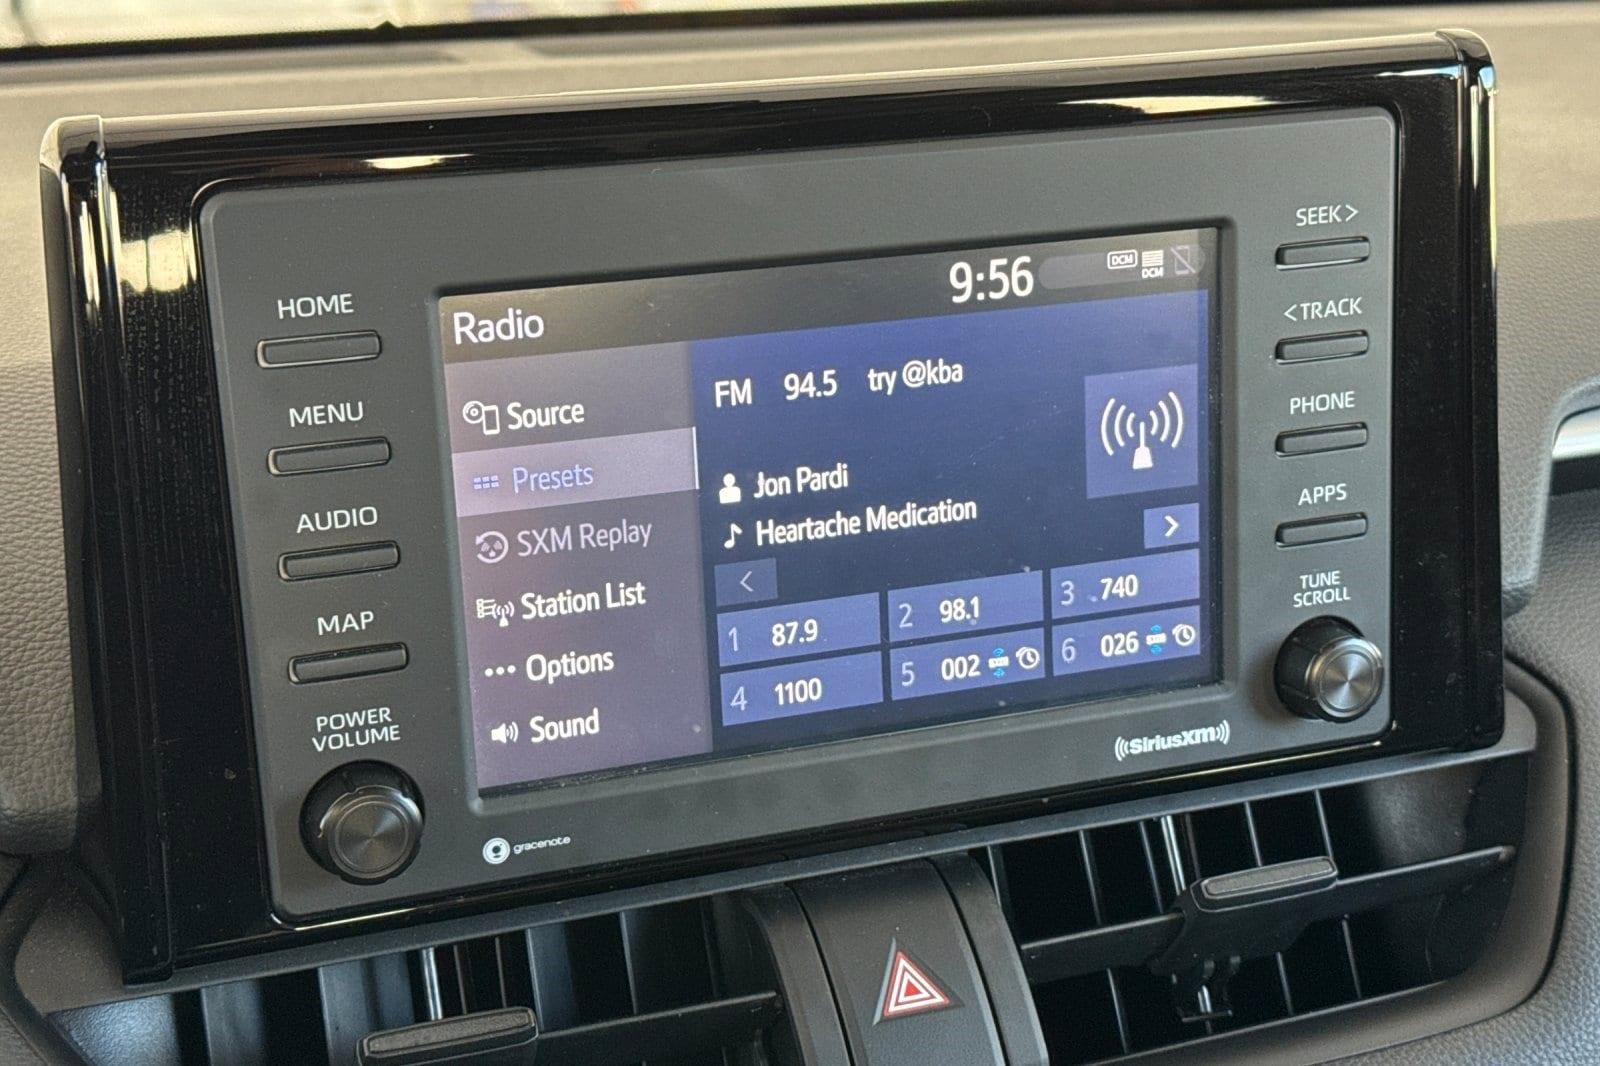 HOME
MENU
AUDIO
MAP
POWER
VOLUME
gracenote
Radio
9:56
DCM
DCM
Source
Presets
SXM Replay
Station List
Options
Sound
FM 94.5 try @kba
Jon Pardi
Heartache Medication
<
>
1 87.9
2 98.1
3 740
4 1100
5 002
6 026
SEEK >
< TRACK
PHONE
APPS
TUNE
SCROLL
((SiriusXM))